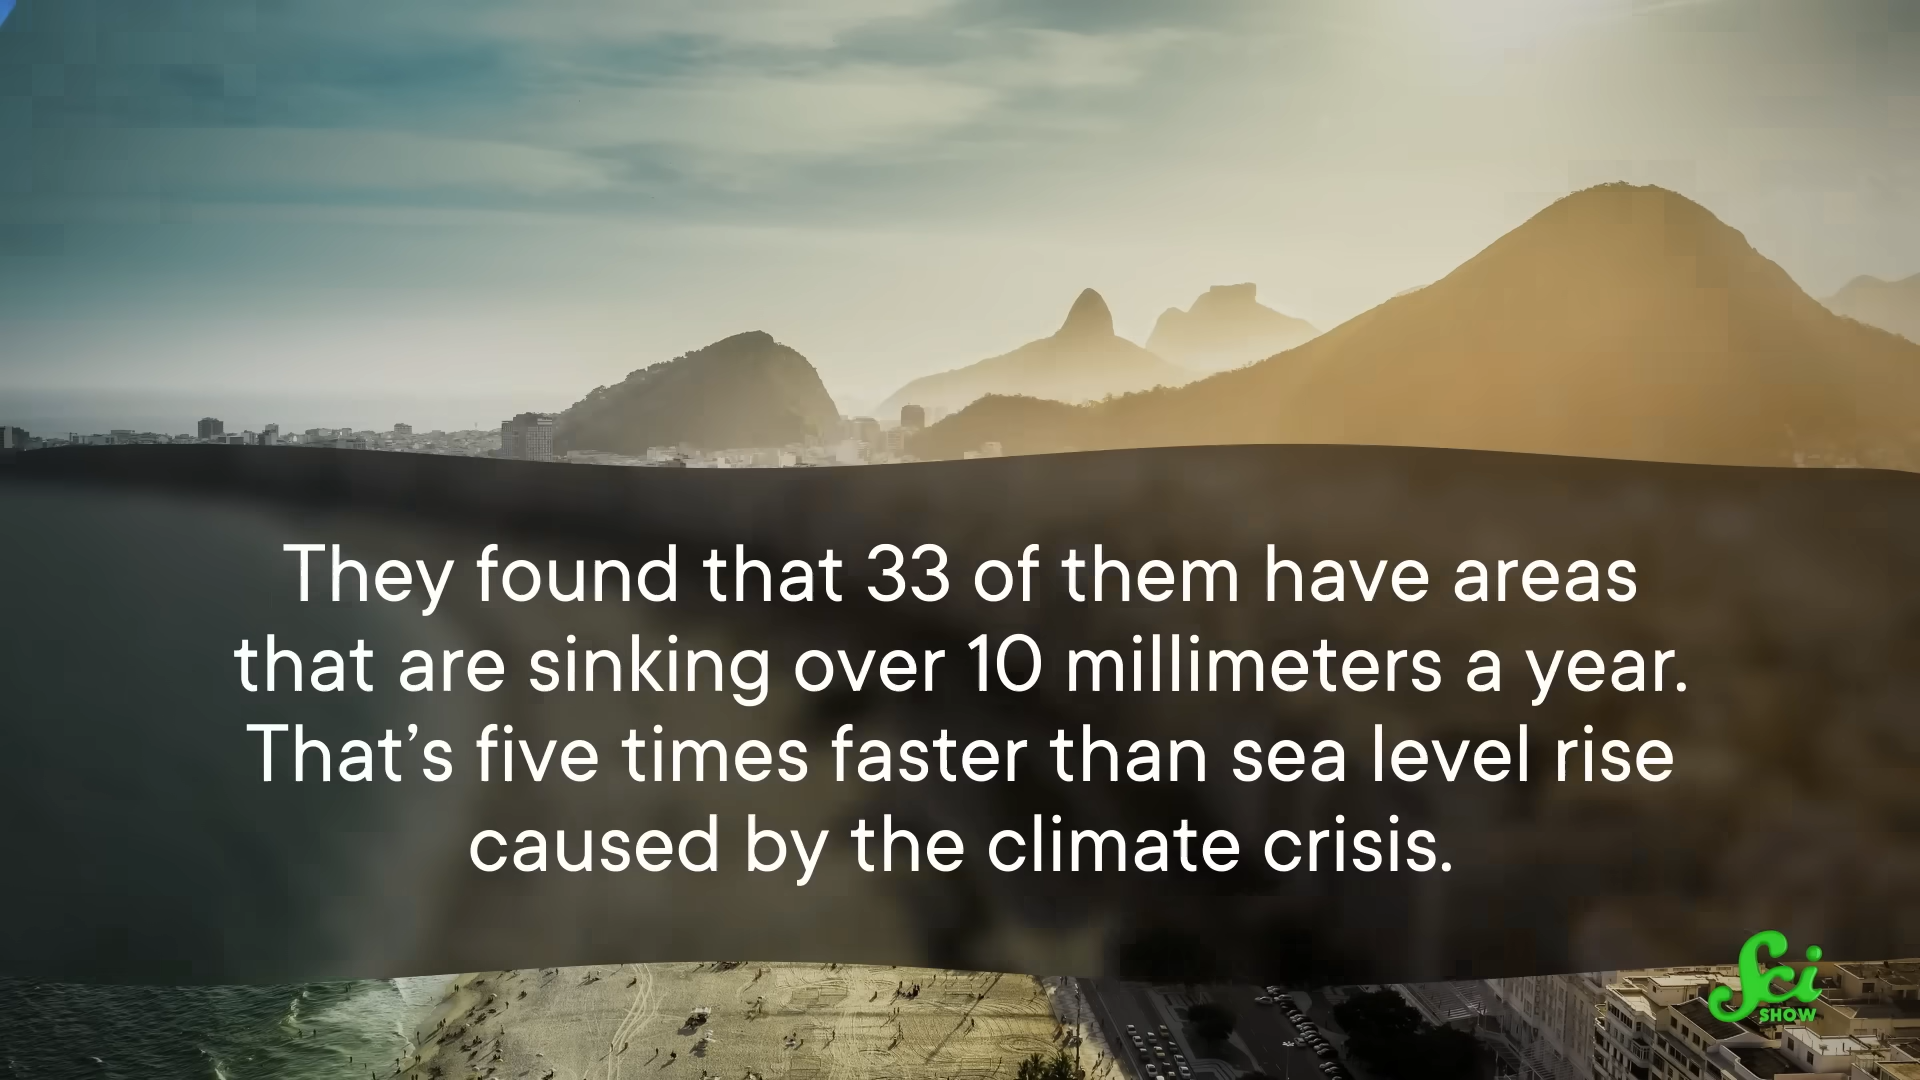 They found that 33 of them have areas
that are sinking over 10 millimeters a year.
That’s five times faster than sea level rise
caused by the climate crisis.
Sci
SHOW